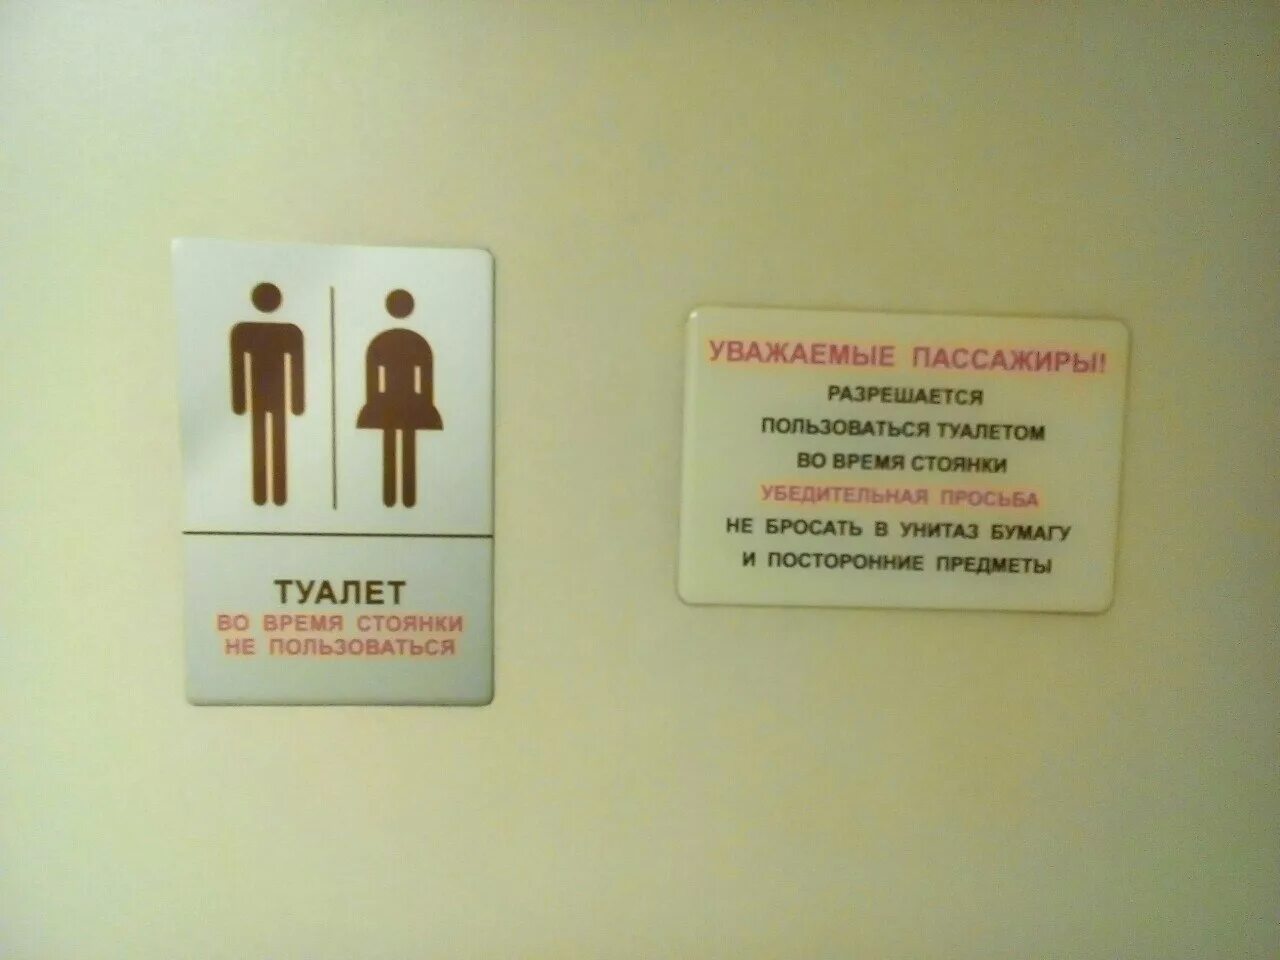 ТУАЛЕТ
ВО ВРЕМЯ СТОЯНКИ
НЕ ПОЛЬЗОВАТЬСЯ
УВАЖАЕМЫЕ ПАССАЖИРЫ!
РАЗРЕШАЕТСЯ
ПОЛЬЗОВАТЬСЯ ТУАЛЕТОМ
ВО ВРЕМЯ СТОЯНКИ
УБЕДИТЕЛЬНАЯ ПРОСЬБА
НЕ БРОСАТЬ В УНИТАЗ БУМАГУ
И ПОСТОРОННИЕ ПРЕДМЕТЫ